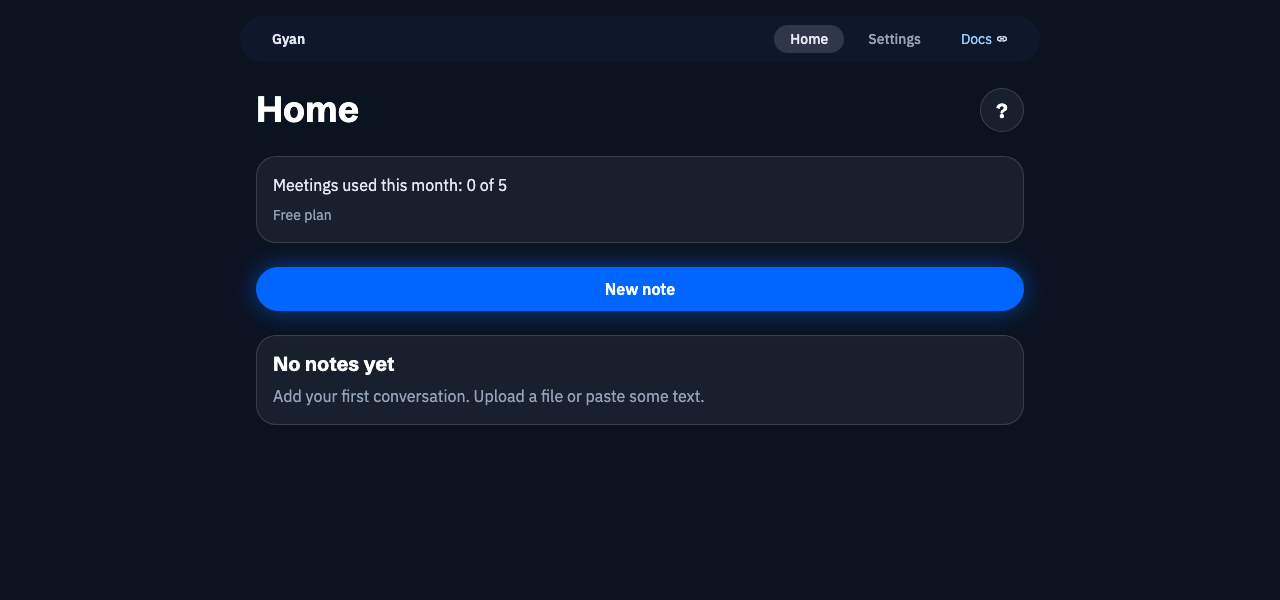 Gyan
Home
Settings
Docs
Home
?
Meetings used this month: 0 of 5
Free plan
New note
No notes yet
Add your first conversation. Upload a file or paste some text.